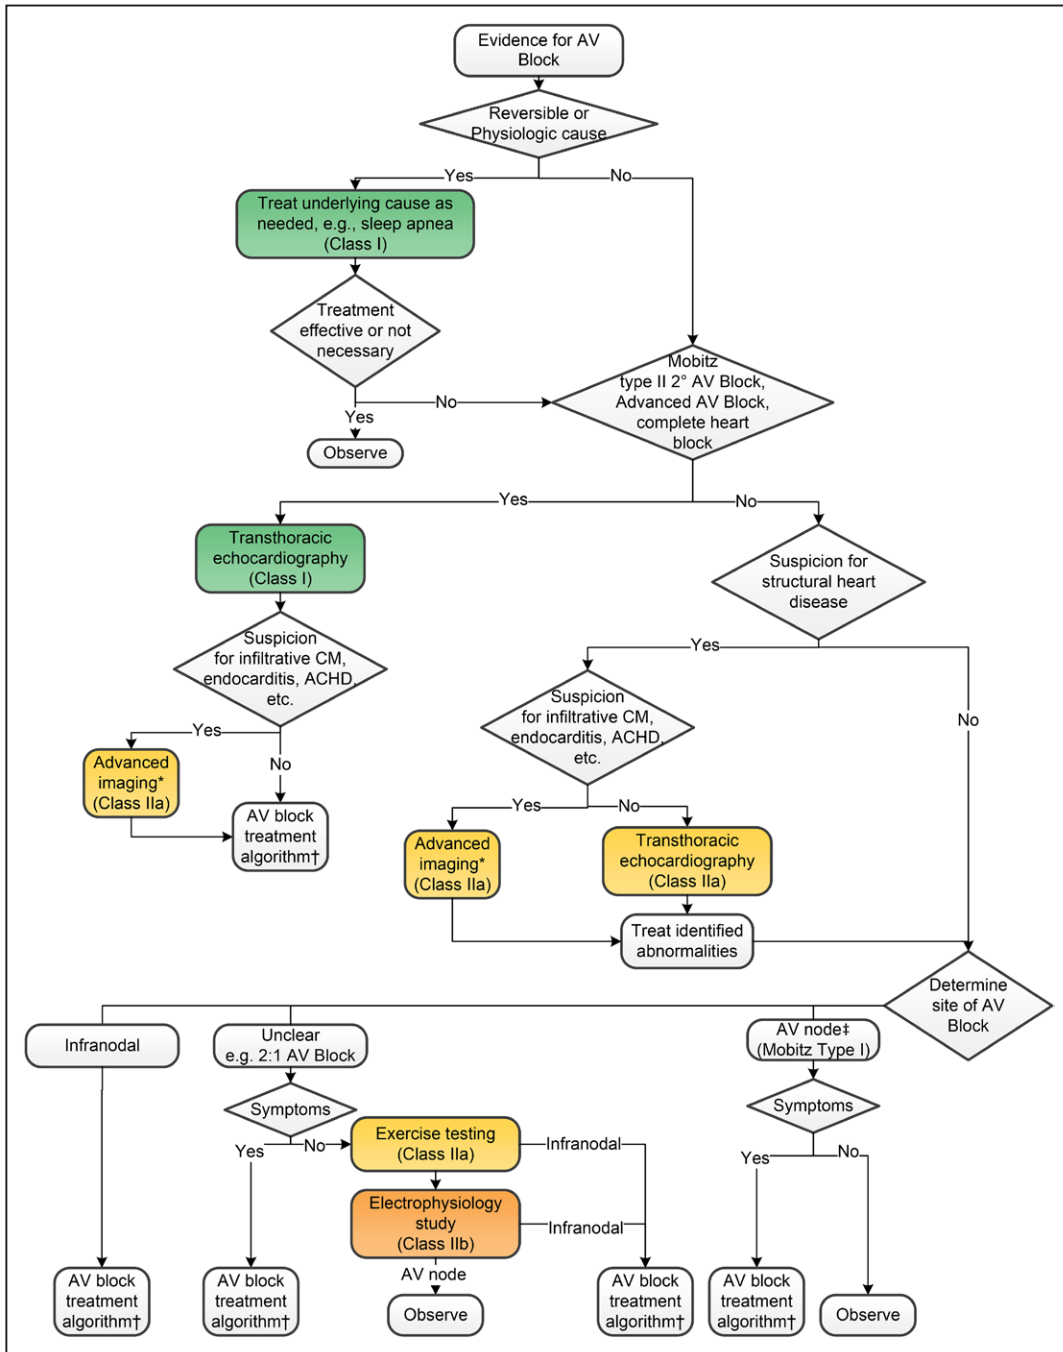 Evidence for AV
Block
Reversible or
Physiologic cause
Yes
No
Treat underlying cause as
needed, e.g., sleep apnea
(Class I)
Treatment
effective or not
necessary
No
Yes
Observe
Mobitz
type II 2° AV Block,
Advanced AV Block,
complete heart
block
Yes
No
Transthoracic
echocardiography
(Class I)
Suspicion for
structural heart
disease
Suspicion
for infiltrative CM,
endocarditis, ACHD,
etc.
Yes
No
Advanced
imaging*
(Class IIa)
AV block
treatment
algorithm†
Yes
No
Suspicion
for infiltrative CM,
endocarditis, ACHD,
etc.
Yes
No
Advanced
imaging*
(Class IIa)
Transthoracic
echocardiography
(Class IIa)
Treat identified
abnormalities
Determine
site of AV
Block
Infranodal
Unclear
e.g. 2:1 AV Block
AV node‡
(Mobitz Type I)
Symptoms
Yes
No
Exercise testing
(Class IIa)
Infranodal
Electrophysiology
study
(Class IIb)
Infranodal
AV node
Symptoms
Yes
No
AV block
treatment
algorithm†
AV block
treatment
algorithm†
Observe
AV block
treatment
algorithm†
AV block
treatment
algorithm†
Observe